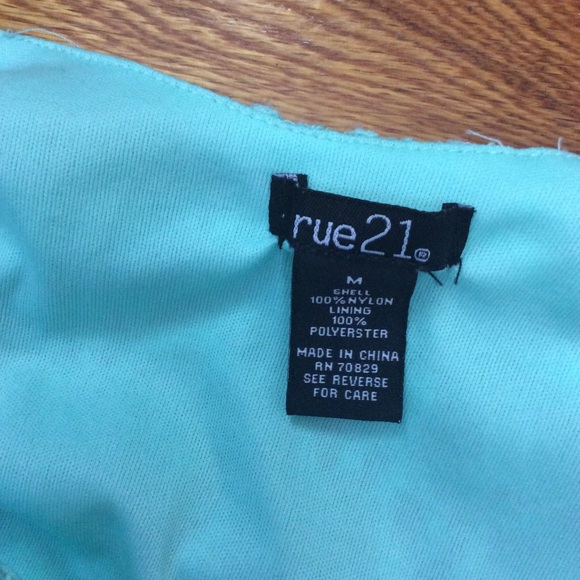 rue21®
M
SHELL
100% NYLON
LINING
100%
POLYERSTER
MADE IN CHINA
RN 70829
SEE REVERSE
FOR CARE